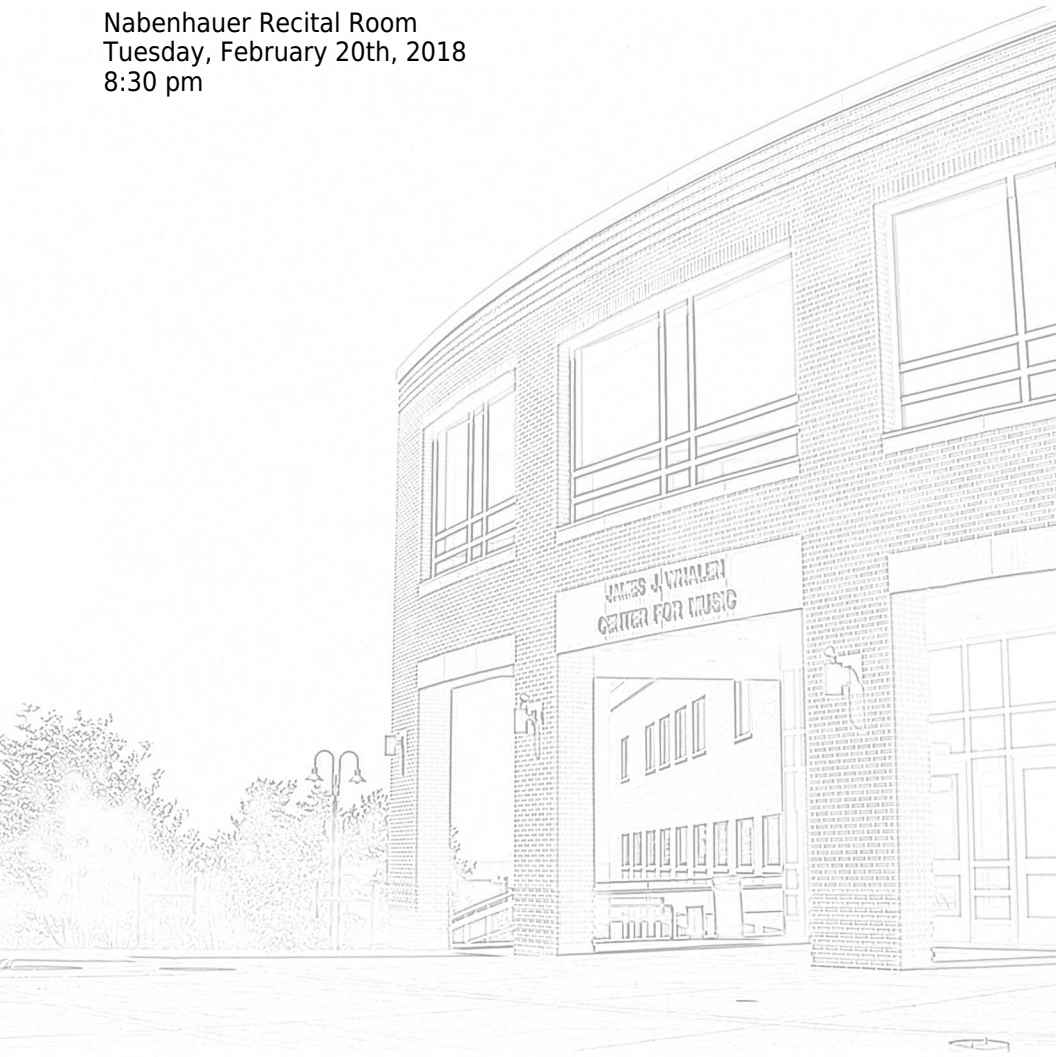 Nabenhauer Recital Room
Tuesday, February 20th, 2018
8:30 pm
JAMES J. WHALEN
CENTER FOR MUSIC